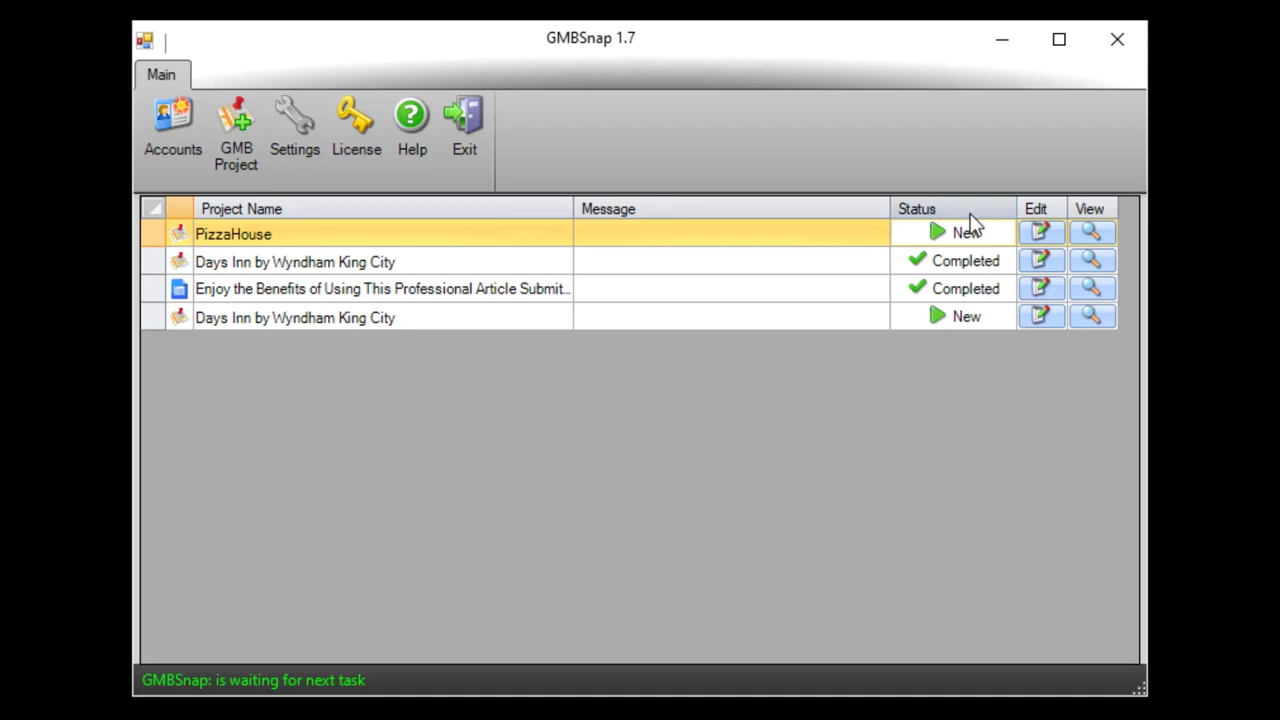 GMBSnap 1.7
Main
Accounts GMB Project Settings License Help Exit
Project Name Message Status Edit View
PizzaHouse New
Days Inn by Wyndham King City Completed
Enjoy the Benefits of Using This Professional Article Submit... Completed
Days Inn by Wyndham King City New
GMBSnap: is waiting for next task